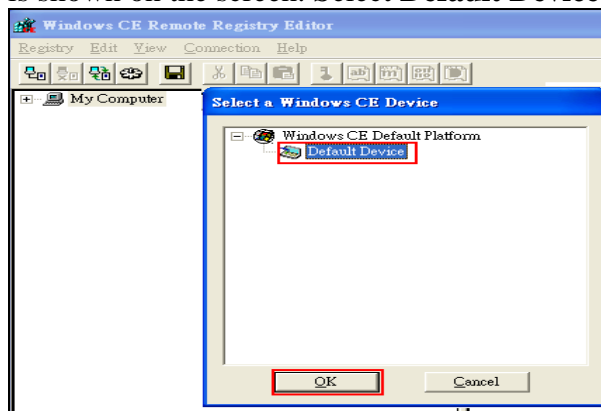 is shown on the screen. Select Default Device
Windows CE Remote Registry Editor
Registry Edit View Connection Help
My Computer
Select a Windows CE Device
Windows CE Default Platform
Default Device
OK Cancel